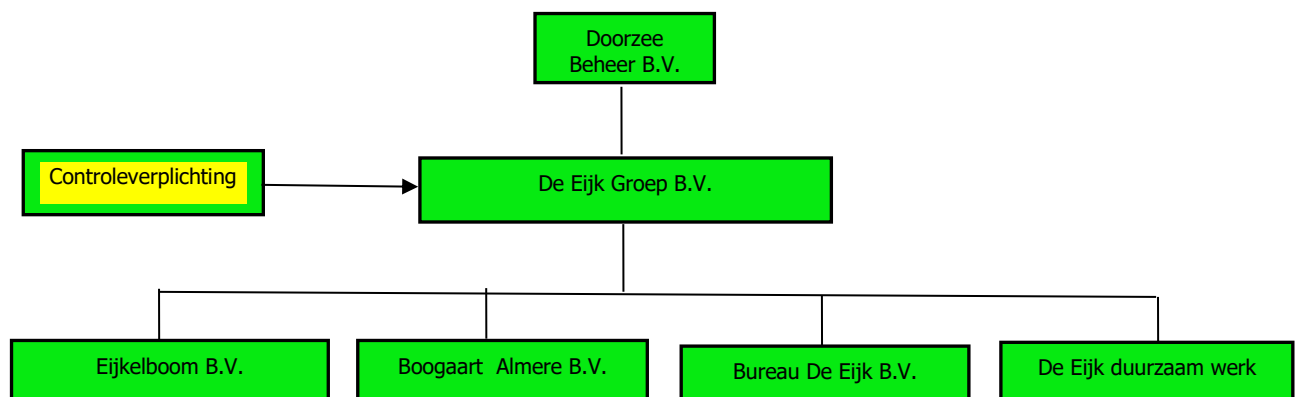 Doorzee
Beheer B.V.
Controleverplichting
De Eijk Groep B.V.
Eijkelboom B.V.
Boogaart Almere B.V.
Bureau De Eijk B.V.
De Eijk duurzaam werk